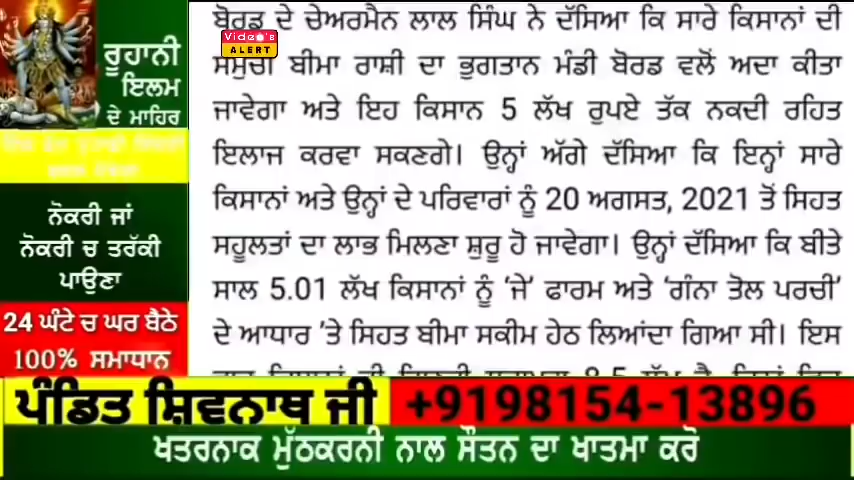 ਬੋਰਡ ਦੇ ਚੇਅਰਮੈਨ ਲਾਲ ਸਿੰਘ ਨੇ ਦੱਸਿਆ ਕਿ ਸਾਰੇ ਕਿਸਾਨਾਂ ਦੀ
ਸਮੁੱਚੀ ਬੀਮਾ ਰਾਸ਼ੀ ਦਾ ਭੁਗਤਾਨ ਮੰਡੀ ਬੋਰਡ ਵਲੋਂ ਅਦਾ ਕੀਤਾ
ਜਾਵੇਗਾ ਅਤੇ ਇਹ ਕਿਸਾਨ 5 ਲੱਖ ਰੁਪਏ ਤੱਕ ਨਕਦੀ ਰਹਿਤ
ਇਲਾਜ ਕਰਵਾ ਸਕਣਗੇ। ਉਨ੍ਹਾਂ ਅੱਗੇ ਦੱਸਿਆ ਕਿ ਇਨ੍ਹਾਂ ਸਾਰੇ
ਕਿਸਾਨਾਂ ਅਤੇ ਉਨ੍ਹਾਂ ਦੇ ਪਰਿਵਾਰਾਂ ਨੂੰ 20 ਅਗਸਤ, 2021 ਤੋਂ ਸਿਹਤ
ਸਹੂਲਤਾਂ ਦਾ ਲਾਭ ਮਿਲਣਾ ਸ਼ੁਰੂ ਹੋ ਜਾਵੇਗਾ। ਉਨ੍ਹਾਂ ਦੱਸਿਆ ਕਿ ਬੀਤੇ
ਸਾਲ 5.01 ਲੱਖ ਕਿਸਾਨਾਂ ਨੂੰ ‘ਜੇ’ ਫਾਰਮ ਅਤੇ ‘ਗੰਨਾ ਤੋਲ ਪਰਚੀ’
ਦੇ ਆਧਾਰ ’ਤੇ ਸਿਹਤ ਬੀਮਾ ਸਕੀਮ ਹੇਠ ਲਿਆਂਦਾ ਗਿਆ ਸੀ। ਇਸ
Video's
ALERT
ਰੂਹਾਨੀ
ਇਲਮ
ਦੇ ਮਾਹਿਰ
ਨੋਕਰੀ ਜਾਂ
ਨੋਕਰੀ ਚ ਤਰੱਕੀ
ਪਾਉਣਾ
24 ਘੰਟੇ ਚ ਘਰ ਬੈਠੇ
100% ਸਮਾਧਾਨ
ਪੰਡਿਤ ਸ਼ਿਵਨਾਥ ਜੀ +9198154-13896
ਖਤਰਨਾਕ ਮੁੱਠਕਰਨੀ ਨਾਲ ਸੌਤਨ ਦਾ ਖਾਤਮਾ ਕਰੋ